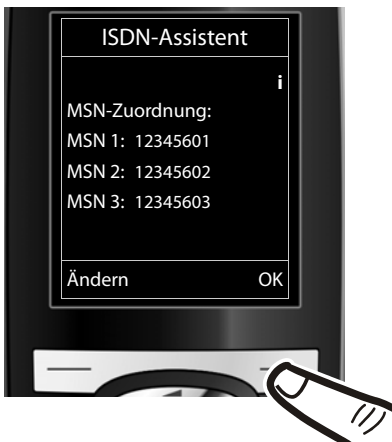 ISDN-Assistent
i
MSN-Zuordnung:
MSN 1: 12345601
MSN 2: 12345602
MSN 3: 12345603
Ändern OK